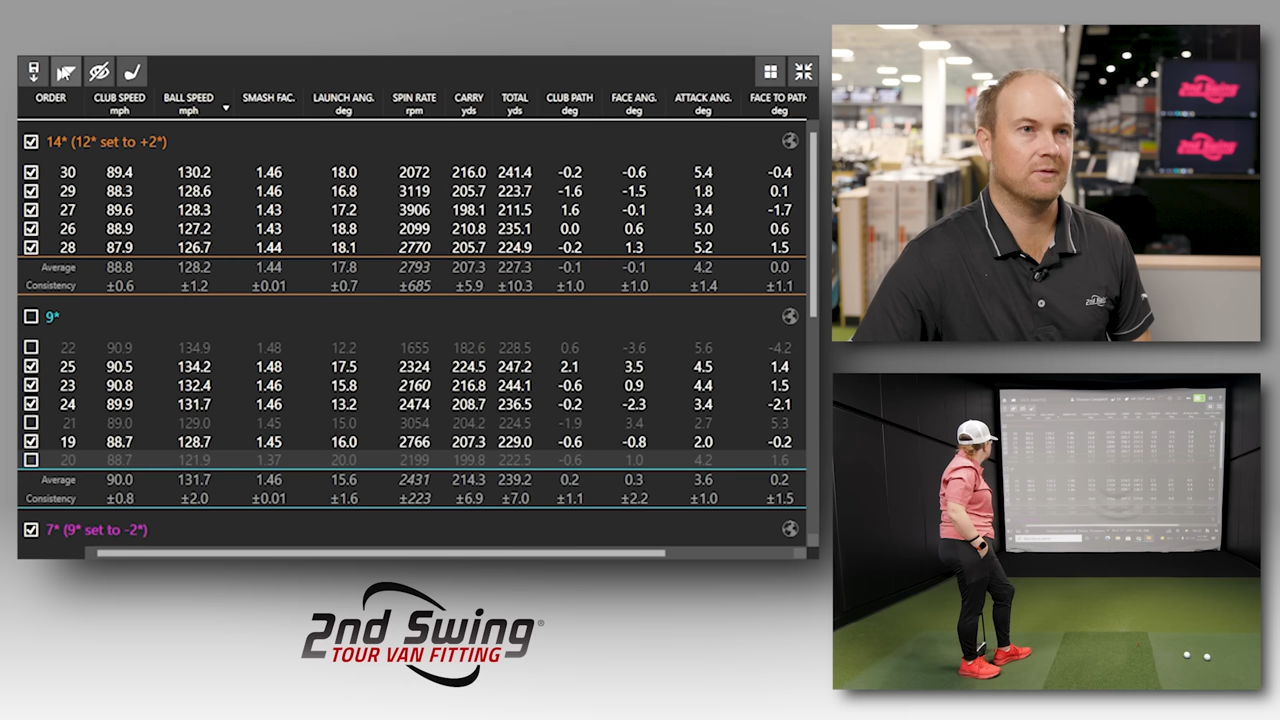 ORDER CLUB SPEED BALL SPEED SMASH FAC. LAUNCH ANG. SPIN RATE CARRY TOTAL CLUB PATH FACE ANG. ATTACK ANG. FACE TO PATH
mph mph deg rpm yds yds deg deg deg deg
14* (12* set to +2*)
30 89.4 130.2 1.46 18.0 2072 216.0 241.4 -0.2 -0.6 5.4 -0.4
29 88.3 128.6 1.46 16.8 3119 205.7 223.7 -1.6 -1.5 1.8 0.1
27 89.6 128.3 1.43 17.2 3906 198.1 211.5 1.6 -0.1 3.4 -1.7
26 88.9 127.2 1.43 18.8 2099 210.8 235.1 0.0 0.6 5.0 0.6
28 87.9 126.7 1.44 18.1 2770 205.7 224.9 -0.2 1.3 5.2 1.5
Average 88.8 128.2 1.44 17.8 2793 207.3 227.3 -0.1 -0.1 4.2 0.0
Consistency ±0.6 ±1.2 ±0.01 ±0.7 ±685 ±5.9 ±10.3 ±1.0 ±1.0 ±1.4 ±1.1
9*
22 90.9 134.9 1.48 12.2 1655 182.6 228.5 0.6 -3.6 5.6 -4.2
25 90.5 134.2 1.48 17.5 2324 224.5 247.2 2.1 3.5 4.5 1.4
23 90.8 132.4 1.46 15.8 2160 216.8 244.1 -0.6 0.9 4.4 1.5
24 89.9 131.7 1.46 13.2 2474 208.7 236.5 -0.2 -2.3 3.4 -2.1
21 89.0 129.0 1.45 15.0 3054 204.2 224.5 -1.9 3.4 2.7 5.3
19 88.7 128.7 1.45 16.0 2766 207.3 229.0 -0.6 -0.8 2.0 -0.2
20 88.7 121.9 1.37 20.0 2199 199.8 222.5 -0.6 1.0 4.2 1.6
Average 90.0 131.7 1.46 15.6 2431 214.3 239.2 0.2 0.3 3.6 0.2
Consistency ±0.8 ±2.0 ±0.01 ±1.6 ±223 ±6.9 ±7.0 ±1.1 ±2.2 ±1.0 ±1.5
7* (9* set to -2*)
2nd Swing®
TOUR VAN FITTING
2nd Swing
2nd Swing
2nd Swing